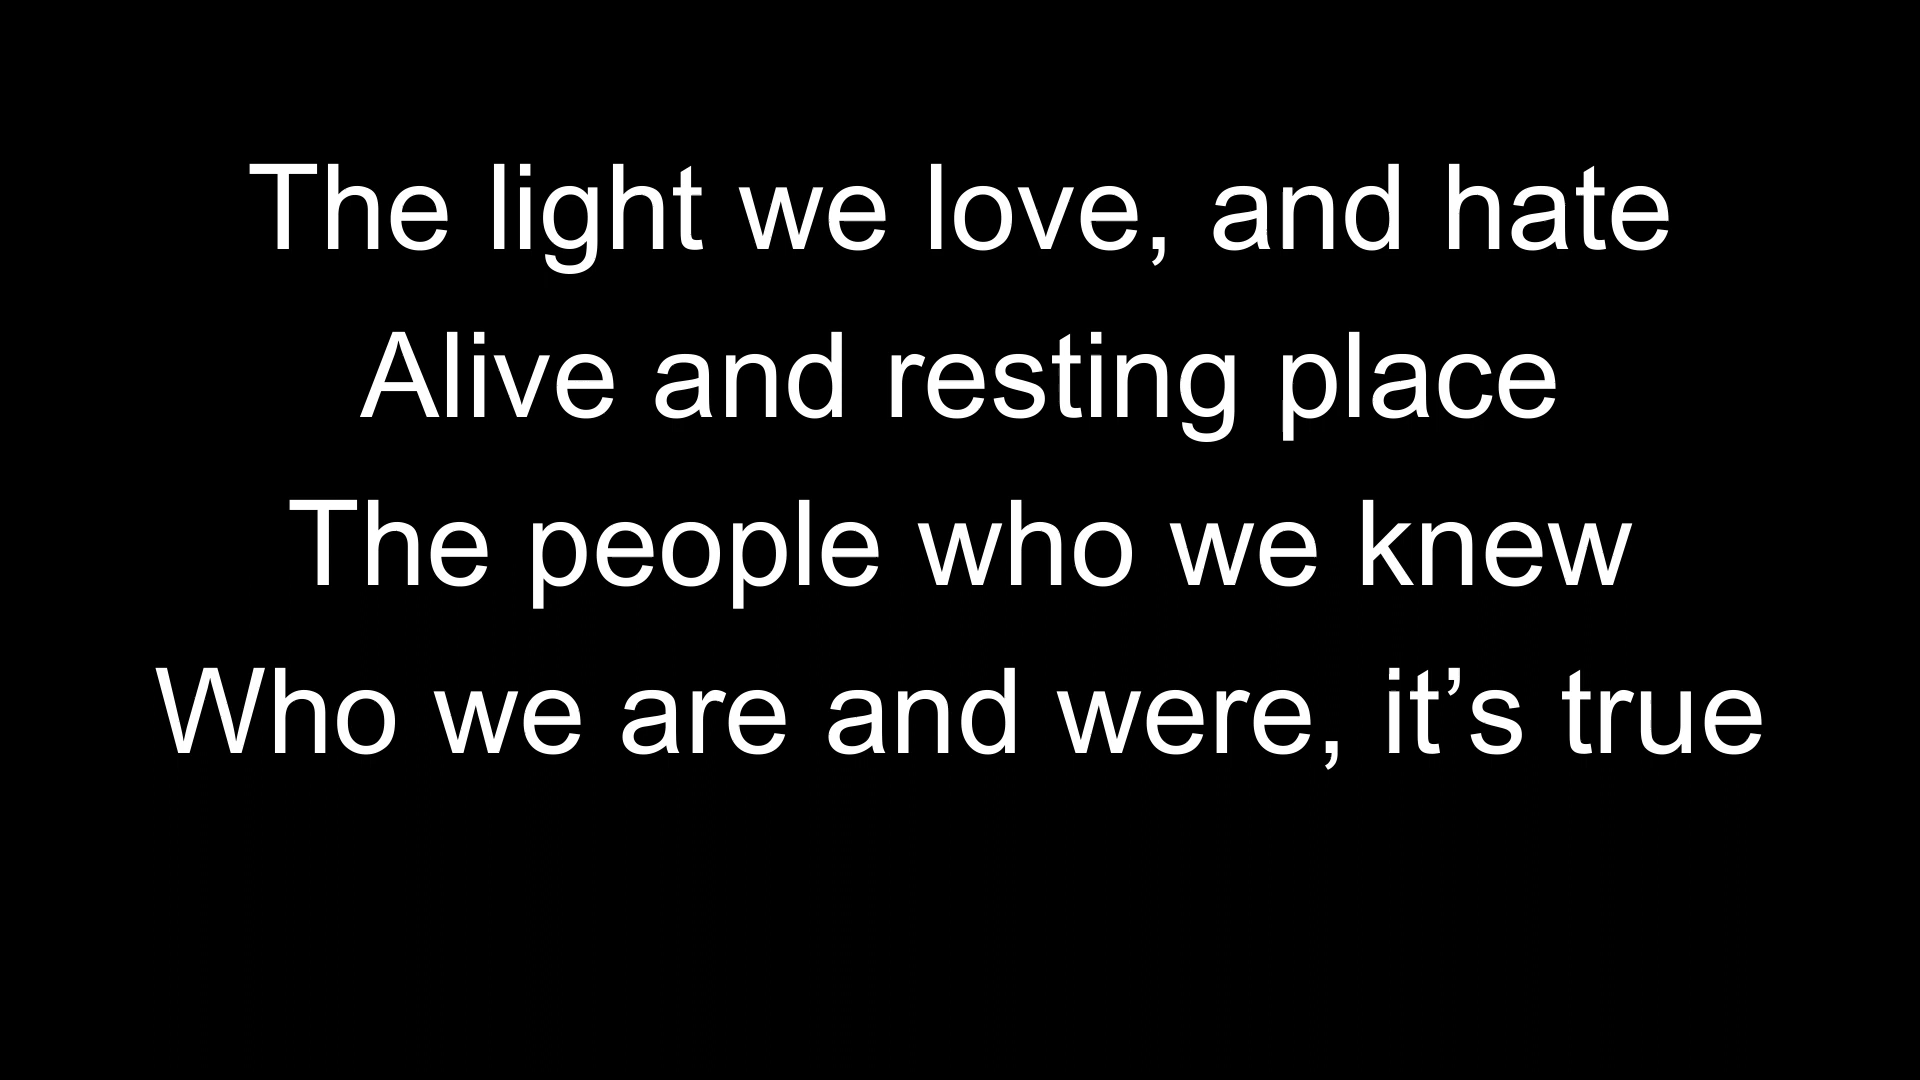 The light we love, and hate
Alive and resting place
The people who we knew
Who we are and were, it’s true